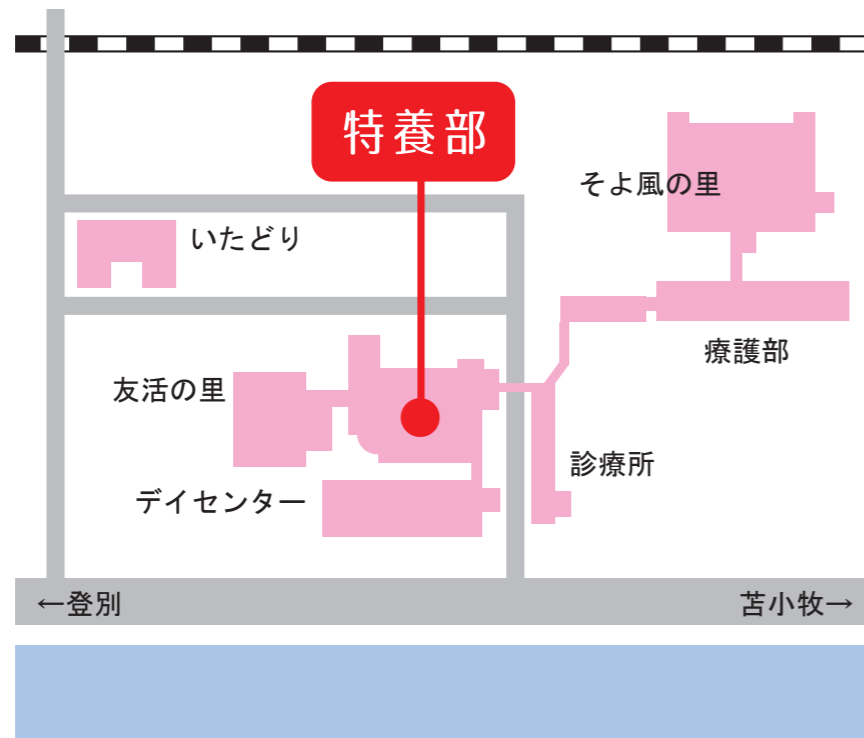 特養部
そよ風の里
いたどり
療護部
友活の里
診療所
デイセンター
←登別
苫小牧→